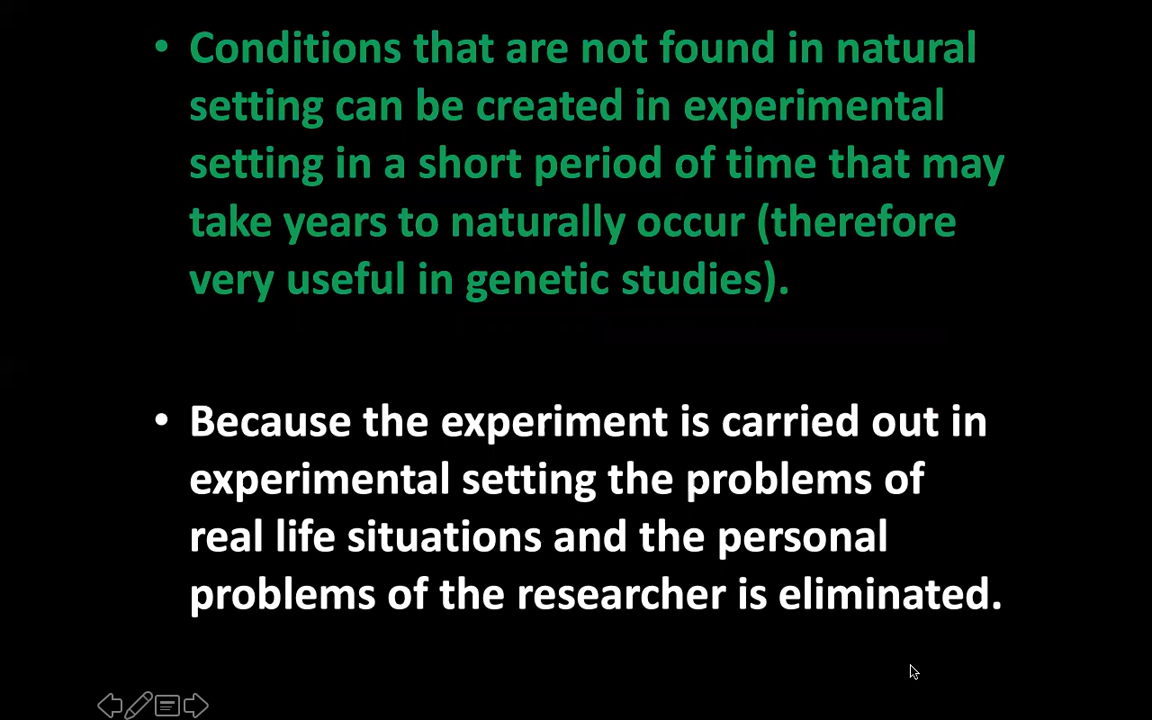 • Conditions that are not found in natural
setting can be created in experimental
setting in a short period of time that may
take years to naturally occur (therefore
very useful in genetic studies).
• Because the experiment is carried out in
experimental setting the problems of
real life situations and the personal
problems of the researcher is eliminated.